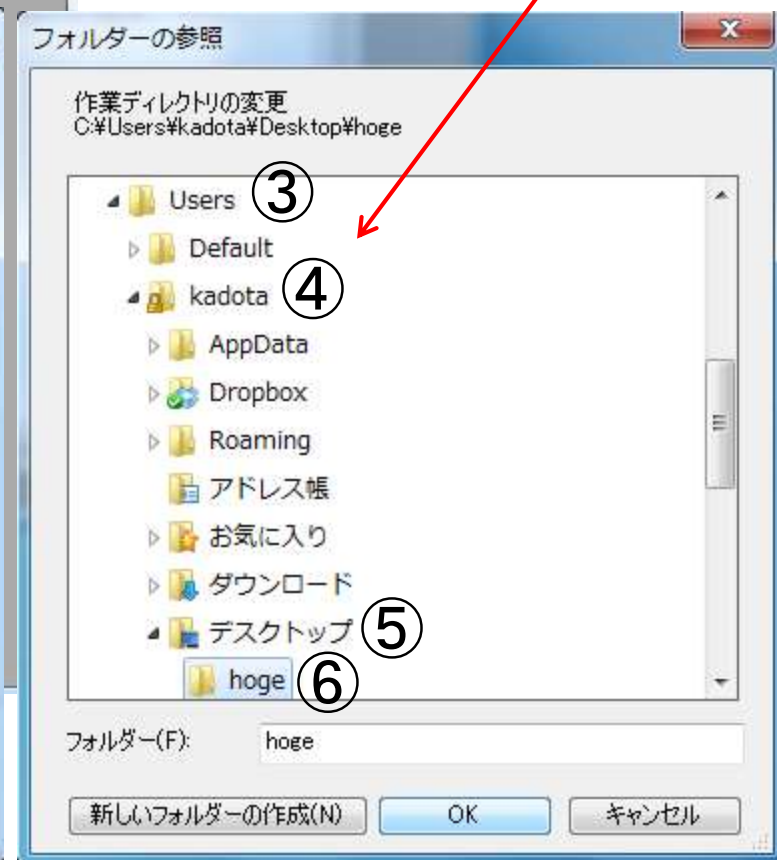 フォルダーの参照
x
作業ディレクトリの変更
C:¥Users¥kadota¥Desktop¥hoge
Users ③
Default
kadota ④
AppData
Dropbox
Roaming
アドレス帳
お気に入り
ダウンロード
デスクトップ ⑤
hoge ⑥
フォルダー(F): hoge
新しいフォルダーの作成(N) OK キャンセル